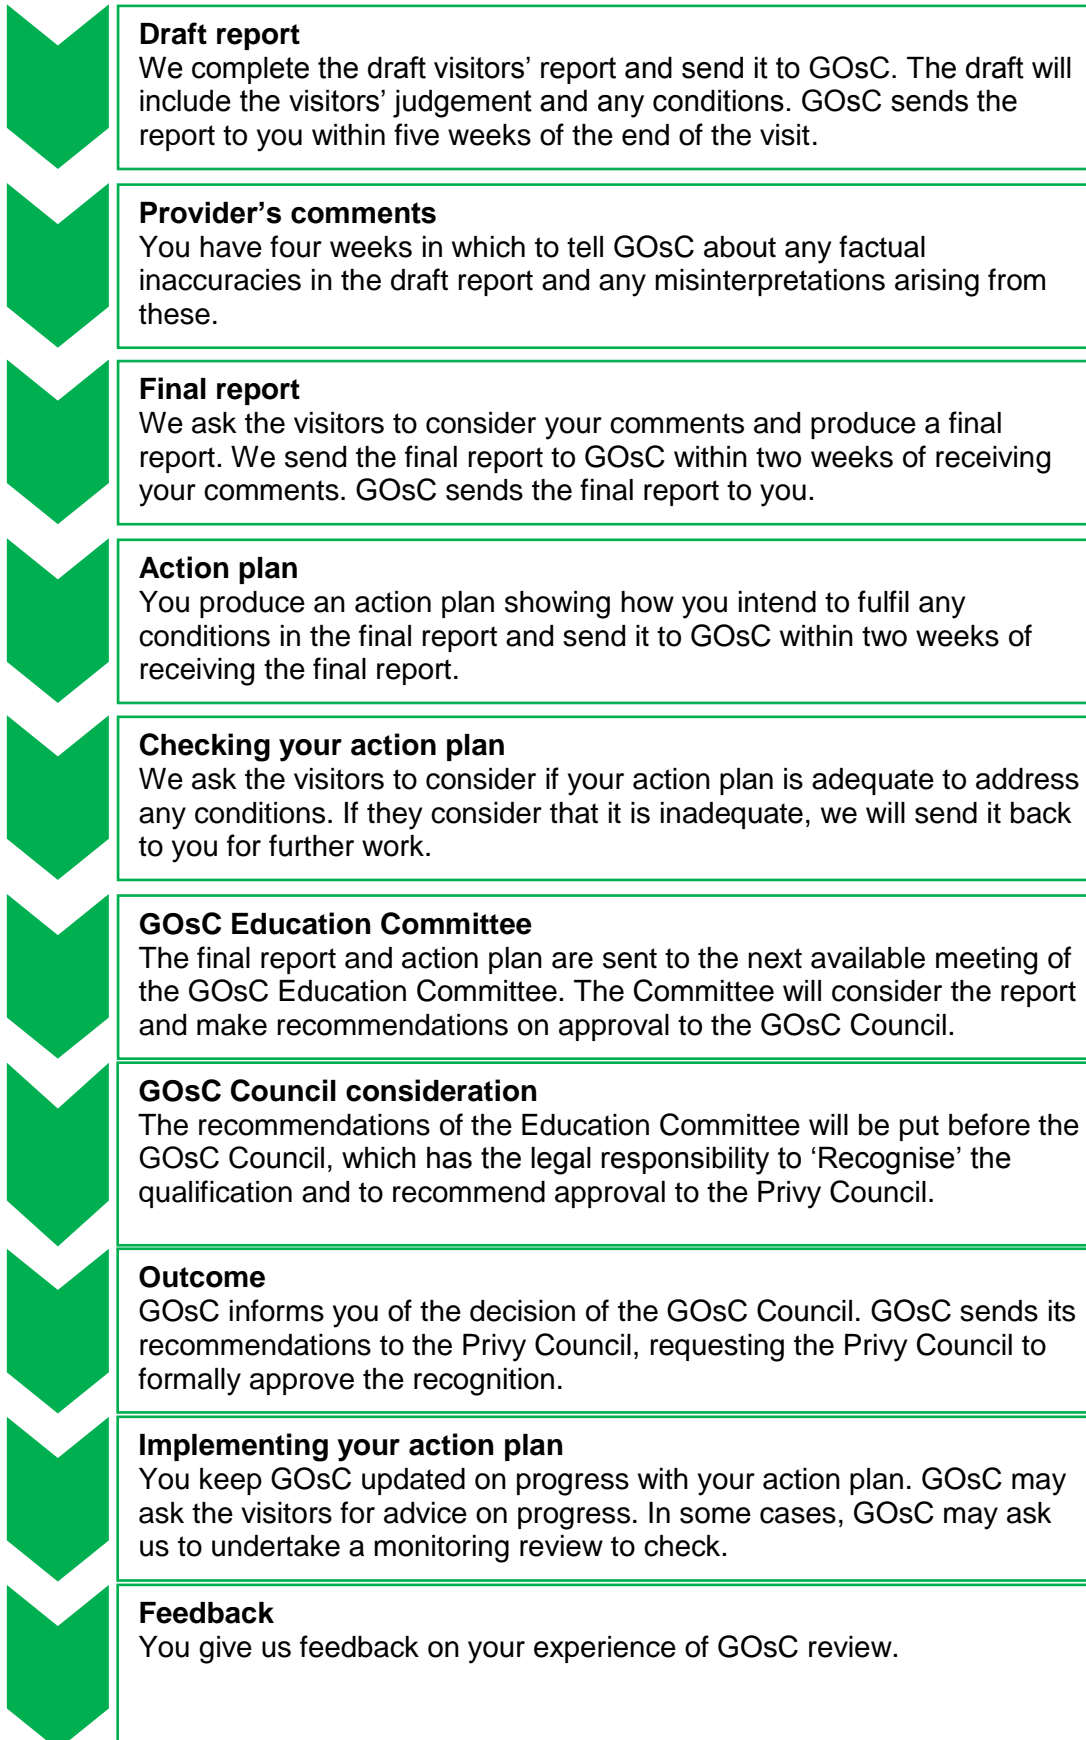 Draft report
We complete the draft visitors’ report and send it to GOsC. The draft will
include the visitors’ judgement and any conditions. GOsC sends the
report to you within five weeks of the end of the visit.
Provider’s comments
You have four weeks in which to tell GOsC about any factual
inaccuracies in the draft report and any misinterpretations arising from
these.
Final report
We ask the visitors to consider your comments and produce a final
report. We send the final report to GOsC within two weeks of receiving
your comments. GOsC sends the final report to you.
Action plan
You produce an action plan showing how you intend to fulfil any
conditions in the final report and send it to GOsC within two weeks of
receiving the final report.
Checking your action plan
We ask the visitors to consider if your action plan is adequate to address
any conditions. If they consider that it is inadequate, we will send it back
to you for further work.
GOsC Education Committee
The final report and action plan are sent to the next available meeting of
the GOsC Education Committee. The Committee will consider the report
and make recommendations on approval to the GOsC Council.
GOsC Council consideration
The recommendations of the Education Committee will be put before the
GOsC Council, which has the legal responsibility to ‘Recognise’ the
qualification and to recommend approval to the Privy Council.
Outcome
GOsC informs you of the decision of the GOsC Council. GOsC sends its
recommendations to the Privy Council, requesting the Privy Council to
formally approve the recognition.
Implementing your action plan
You keep GOsC updated on progress with your action plan. GOsC may
ask the visitors for advice on progress. In some cases, GOsC may ask
us to undertake a monitoring review to check.
Feedback
You give us feedback on your experience of GOsC review.